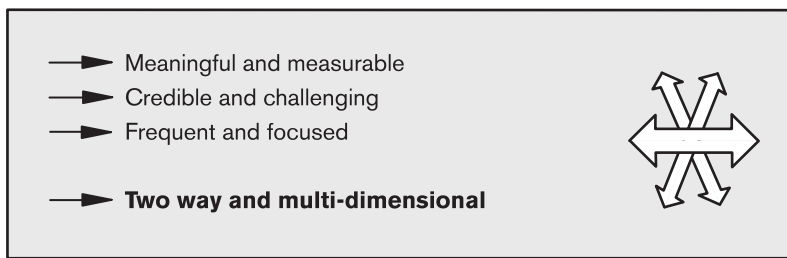 Meaningful and measurable
Credible and challenging
Frequent and focused
Two way and multi-dimensional